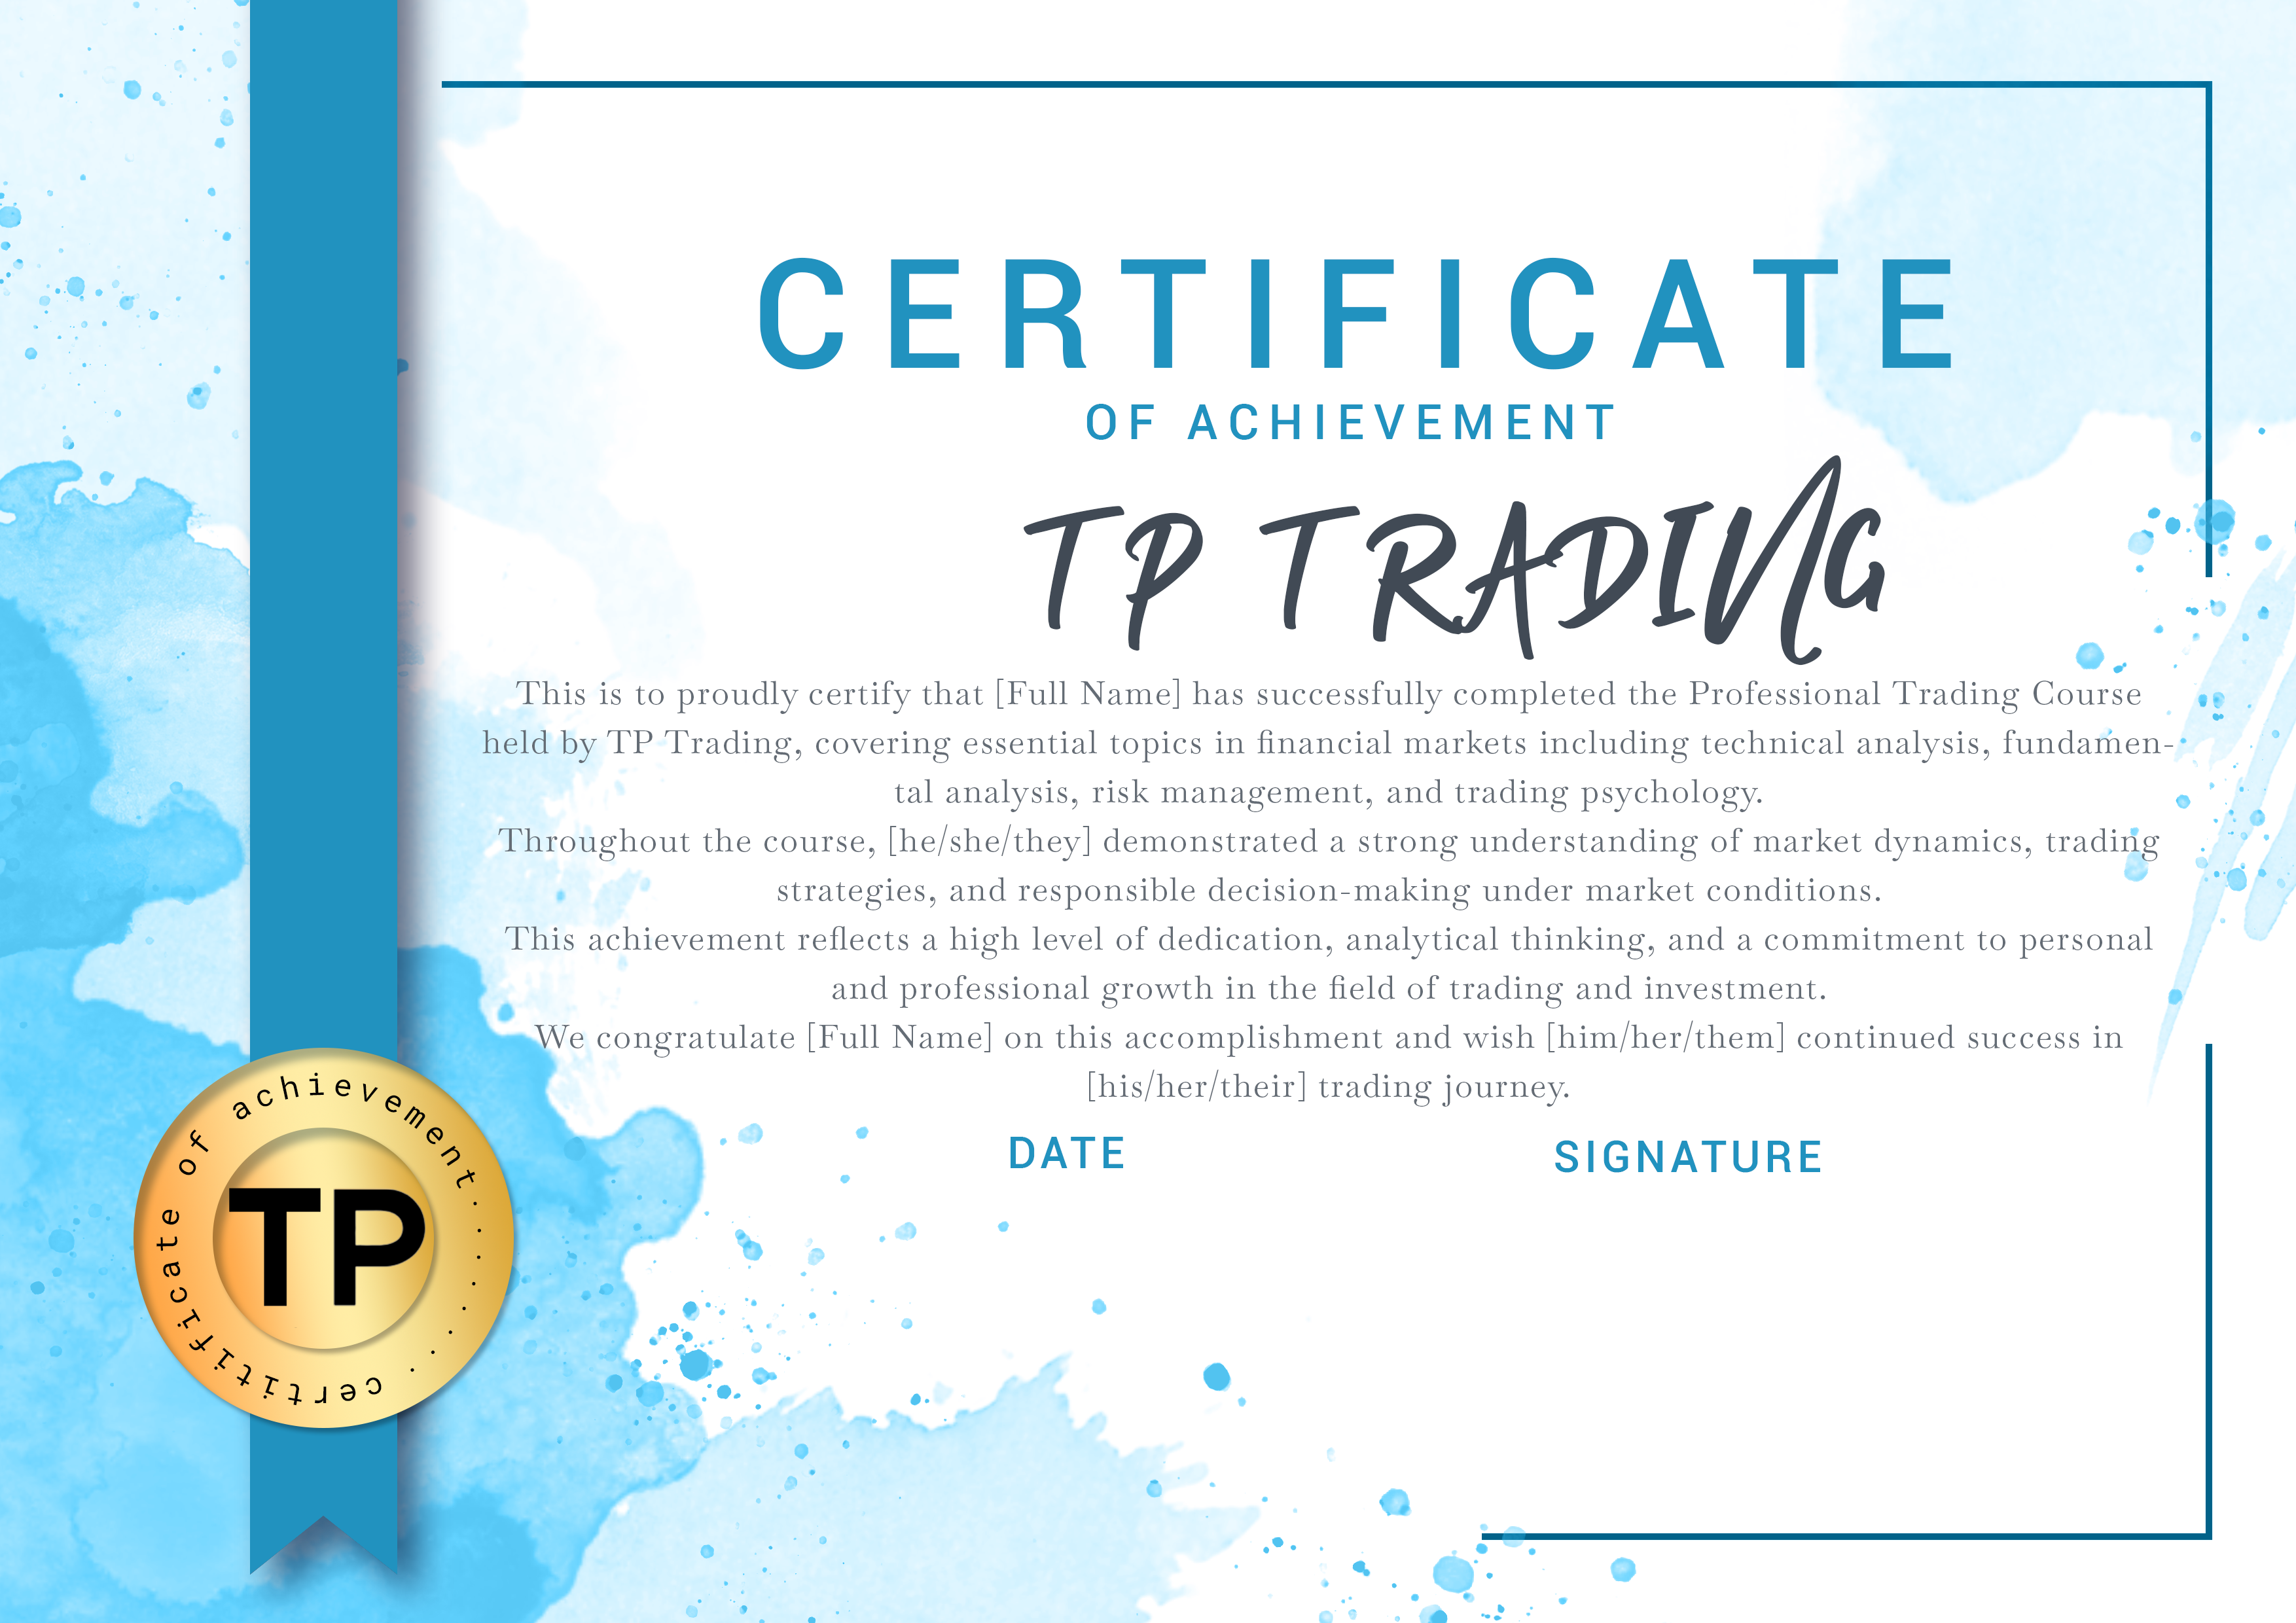 CERTIFICATE
OF ACHIEVEMENT
TP TRADING
This is to proudly certify that [Full Name] has successfully completed the Professional Trading Course
held by TP Trading, covering essential topics in financial markets including technical analysis, fundamen-
tal analysis, risk management, and trading psychology.
Throughout the course, [he/she/they] demonstrated a strong understanding of market dynamics, trading
strategies, and responsible decision-making under market conditions.
This achievement reflects a high level of dedication, analytical thinking, and a commitment to personal
and professional growth in the field of trading and investment.
We congratulate [Full Name] on this accomplishment and wish [him/her/them] continued success in
[his/her/their] trading journey.
DATE
SIGNATURE
certificate of achievement........
TP